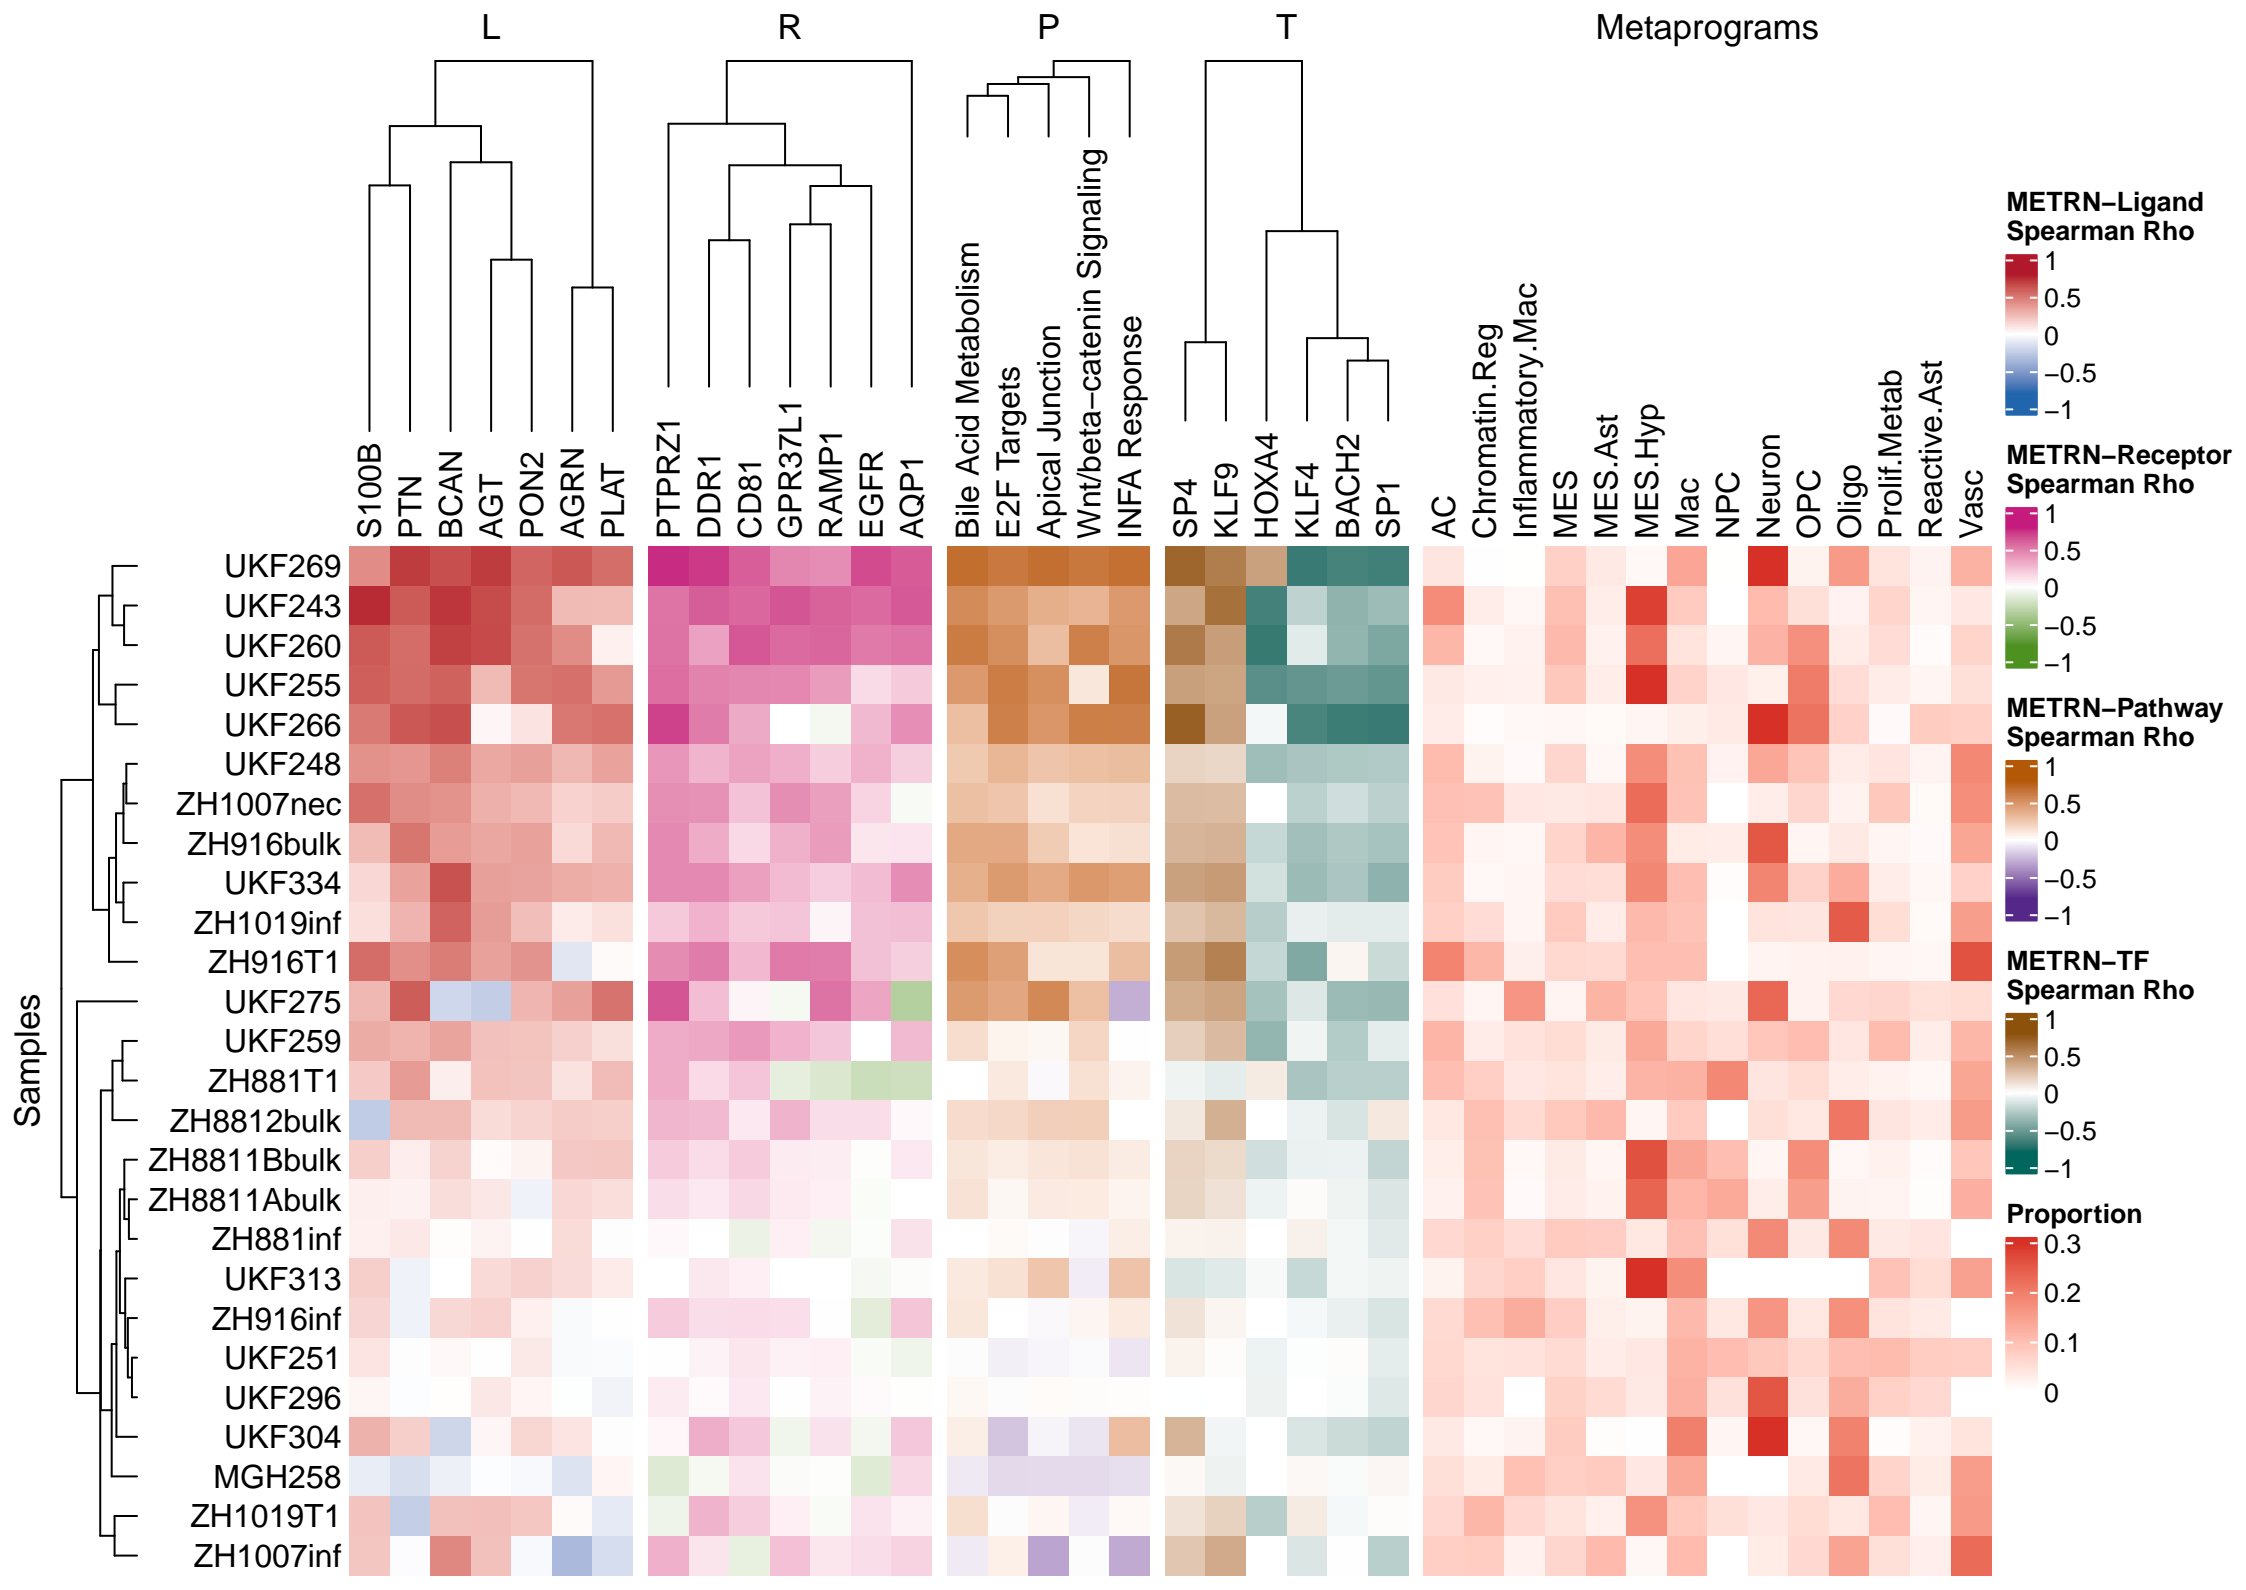 L R P T Metaprograms
S100B
PTN
BCAN
AGT
PON2
AGRN
PLAT
PTPRZ1
DDR1
CD81
GPR37L1
RAMP1
EGFR
AQP1
Bile Acid Metabolism
E2F Targets
Apical Junction
Wnt/beta−catenin Signaling
INFA Response
SP4
KLF9
HOXA4
KLF4
BACH2
SP1
AC
Chromatin.Reg
Inflammatory.Mac
MES
MES.Ast
MES.Hyp
Mac
NPC
Neuron
OPC
Oligo
Prolif.Metab
Reactive.Ast
Vasc
Samples
UKF269
UKF243
UKF260
UKF255
UKF266
UKF248
ZH1007nec
ZH916bulk
UKF334
ZH1019inf
ZH916T1
UKF275
UKF259
ZH881T1
ZH8812bulk
ZH8811Bbulk
ZH8811Abulk
ZH881inf
UKF313
ZH916inf
UKF251
UKF296
UKF304
MGH258
ZH1019T1
ZH1007inf
METRN−Ligand
Spearman Rho
1
0.5
0
−0.5
−1
METRN−Receptor
Spearman Rho
1
0.5
0
−0.5
−1
METRN−Pathway
Spearman Rho
1
0.5
0
−0.5
−1
METRN−TF
Spearman Rho
1
0.5
0
−0.5
−1
Proportion
0.3
0.2
0.1
0